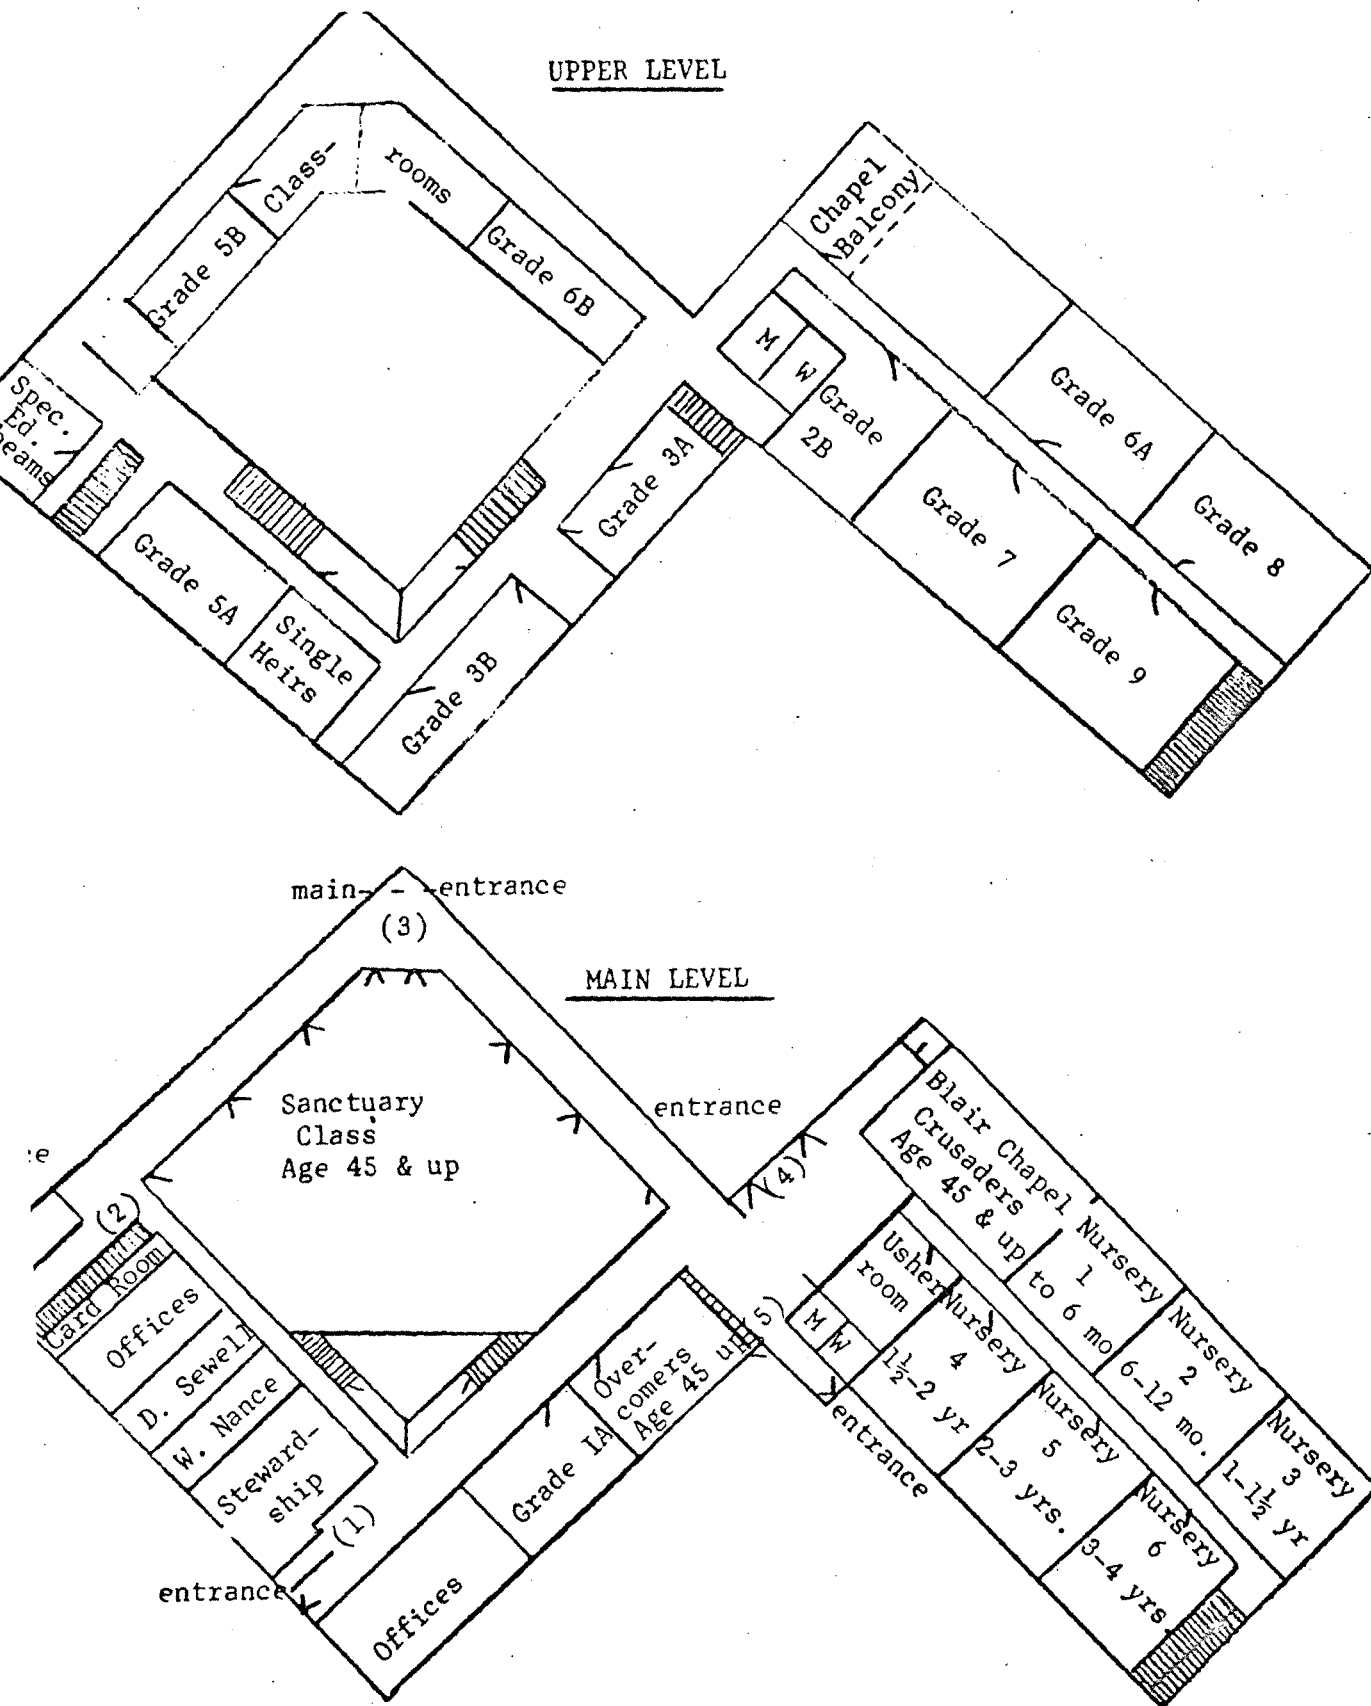 UPPER LEVEL
Class-
rooms
Grade 5B
Grade 6B
Chapel
Balcony
M
W
Grade
2B
Grade 6A
Grade 7
Grade 8
Grade 9
Grade 3A
Spec.
Ed.
beams
Grade 5A
Single
Heirs
Grade 3B
main- - -entrance
(3)
MAIN LEVEL
Sanctuary
Class
Age 45 & up
entrance
(4)
(2)
Card Room
Offices
D. Sewell
W. Nance
Steward-
ship
(1)
entrance
Offices
Grade IA
Over-
comers
Age 45 up
(5)
entrance
Blair Chapel
Crusaders
Age 45 & up
Usher
room
M
W
Nursery
1
to 6 mo
Nursery
2
6-12 mo.
Nursery
3
1-1½ yr
Nursery
4
1½-2 yr
Nursery
5
2-3 yrs.
Nursery
6
3-4 yrs.